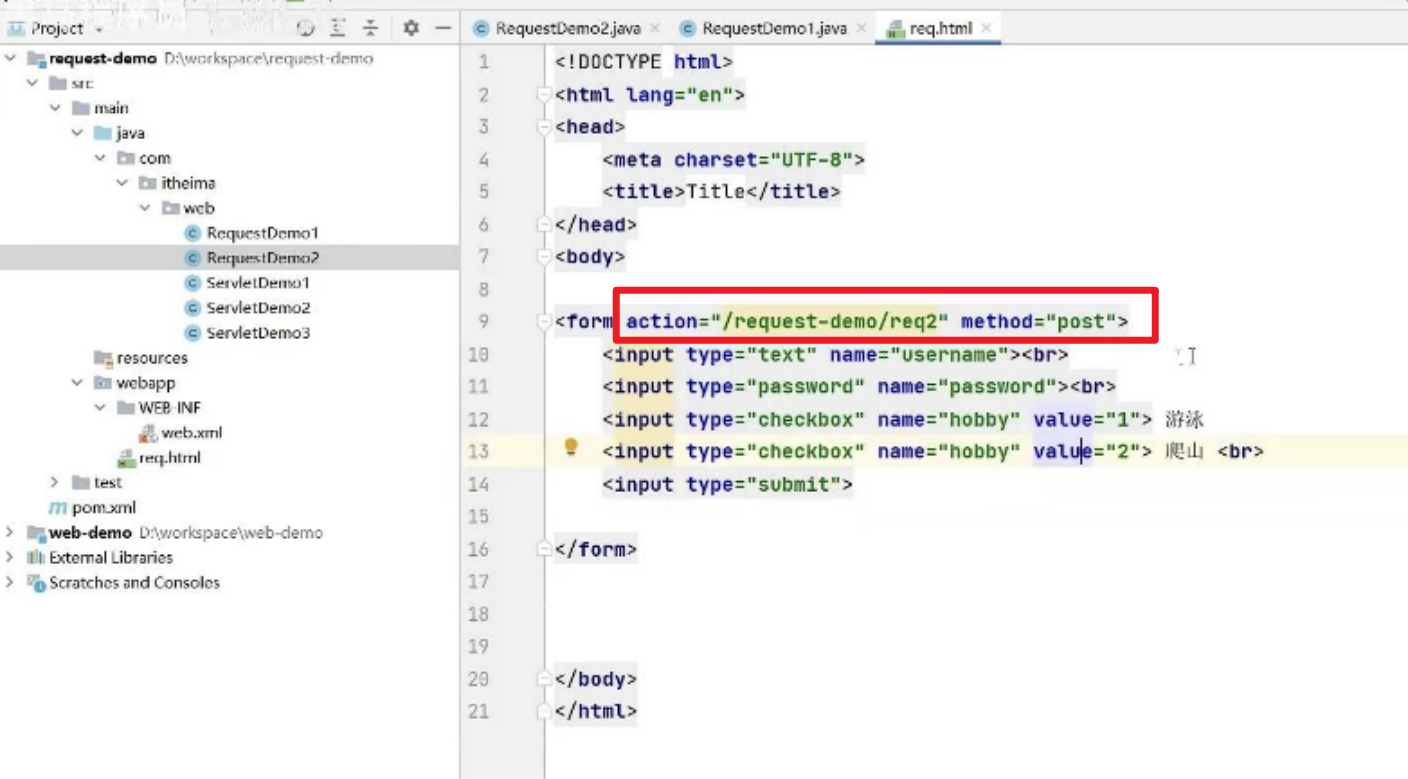 Project
RequestDemo2.java
RequestDemo1.java
req.html
request-demo D:\workspace\request-demo
src
main
java
com
itheima
web
RequestDemo1
RequestDemo2
ServletDemo1
ServletDemo2
ServletDemo3
resources
webapp
WEB-INF
web.xml
req.html
test
pom.xml
web-demo D:\workspace\web-demo
External Libraries
Scratches and Consoles
1 <!DOCTYPE html>
2 <html lang="en">
3 <head>
4 <meta charset="UTF-8">
5 <title>Title</title>
6 </head>
7 <body>
8
9 <form action="/request-demo/req2" method="post">
10 <input type="text" name="username"><br>
11 <input type="password" name="password"><br>
12 <input type="checkbox" name="hobby" value="1"> 游泳
13 <input type="checkbox" name="hobby" value="2"> 爬山 <br>
14 <input type="submit">
15
16 </form>
17
18
19
20 </body>
21 </html>